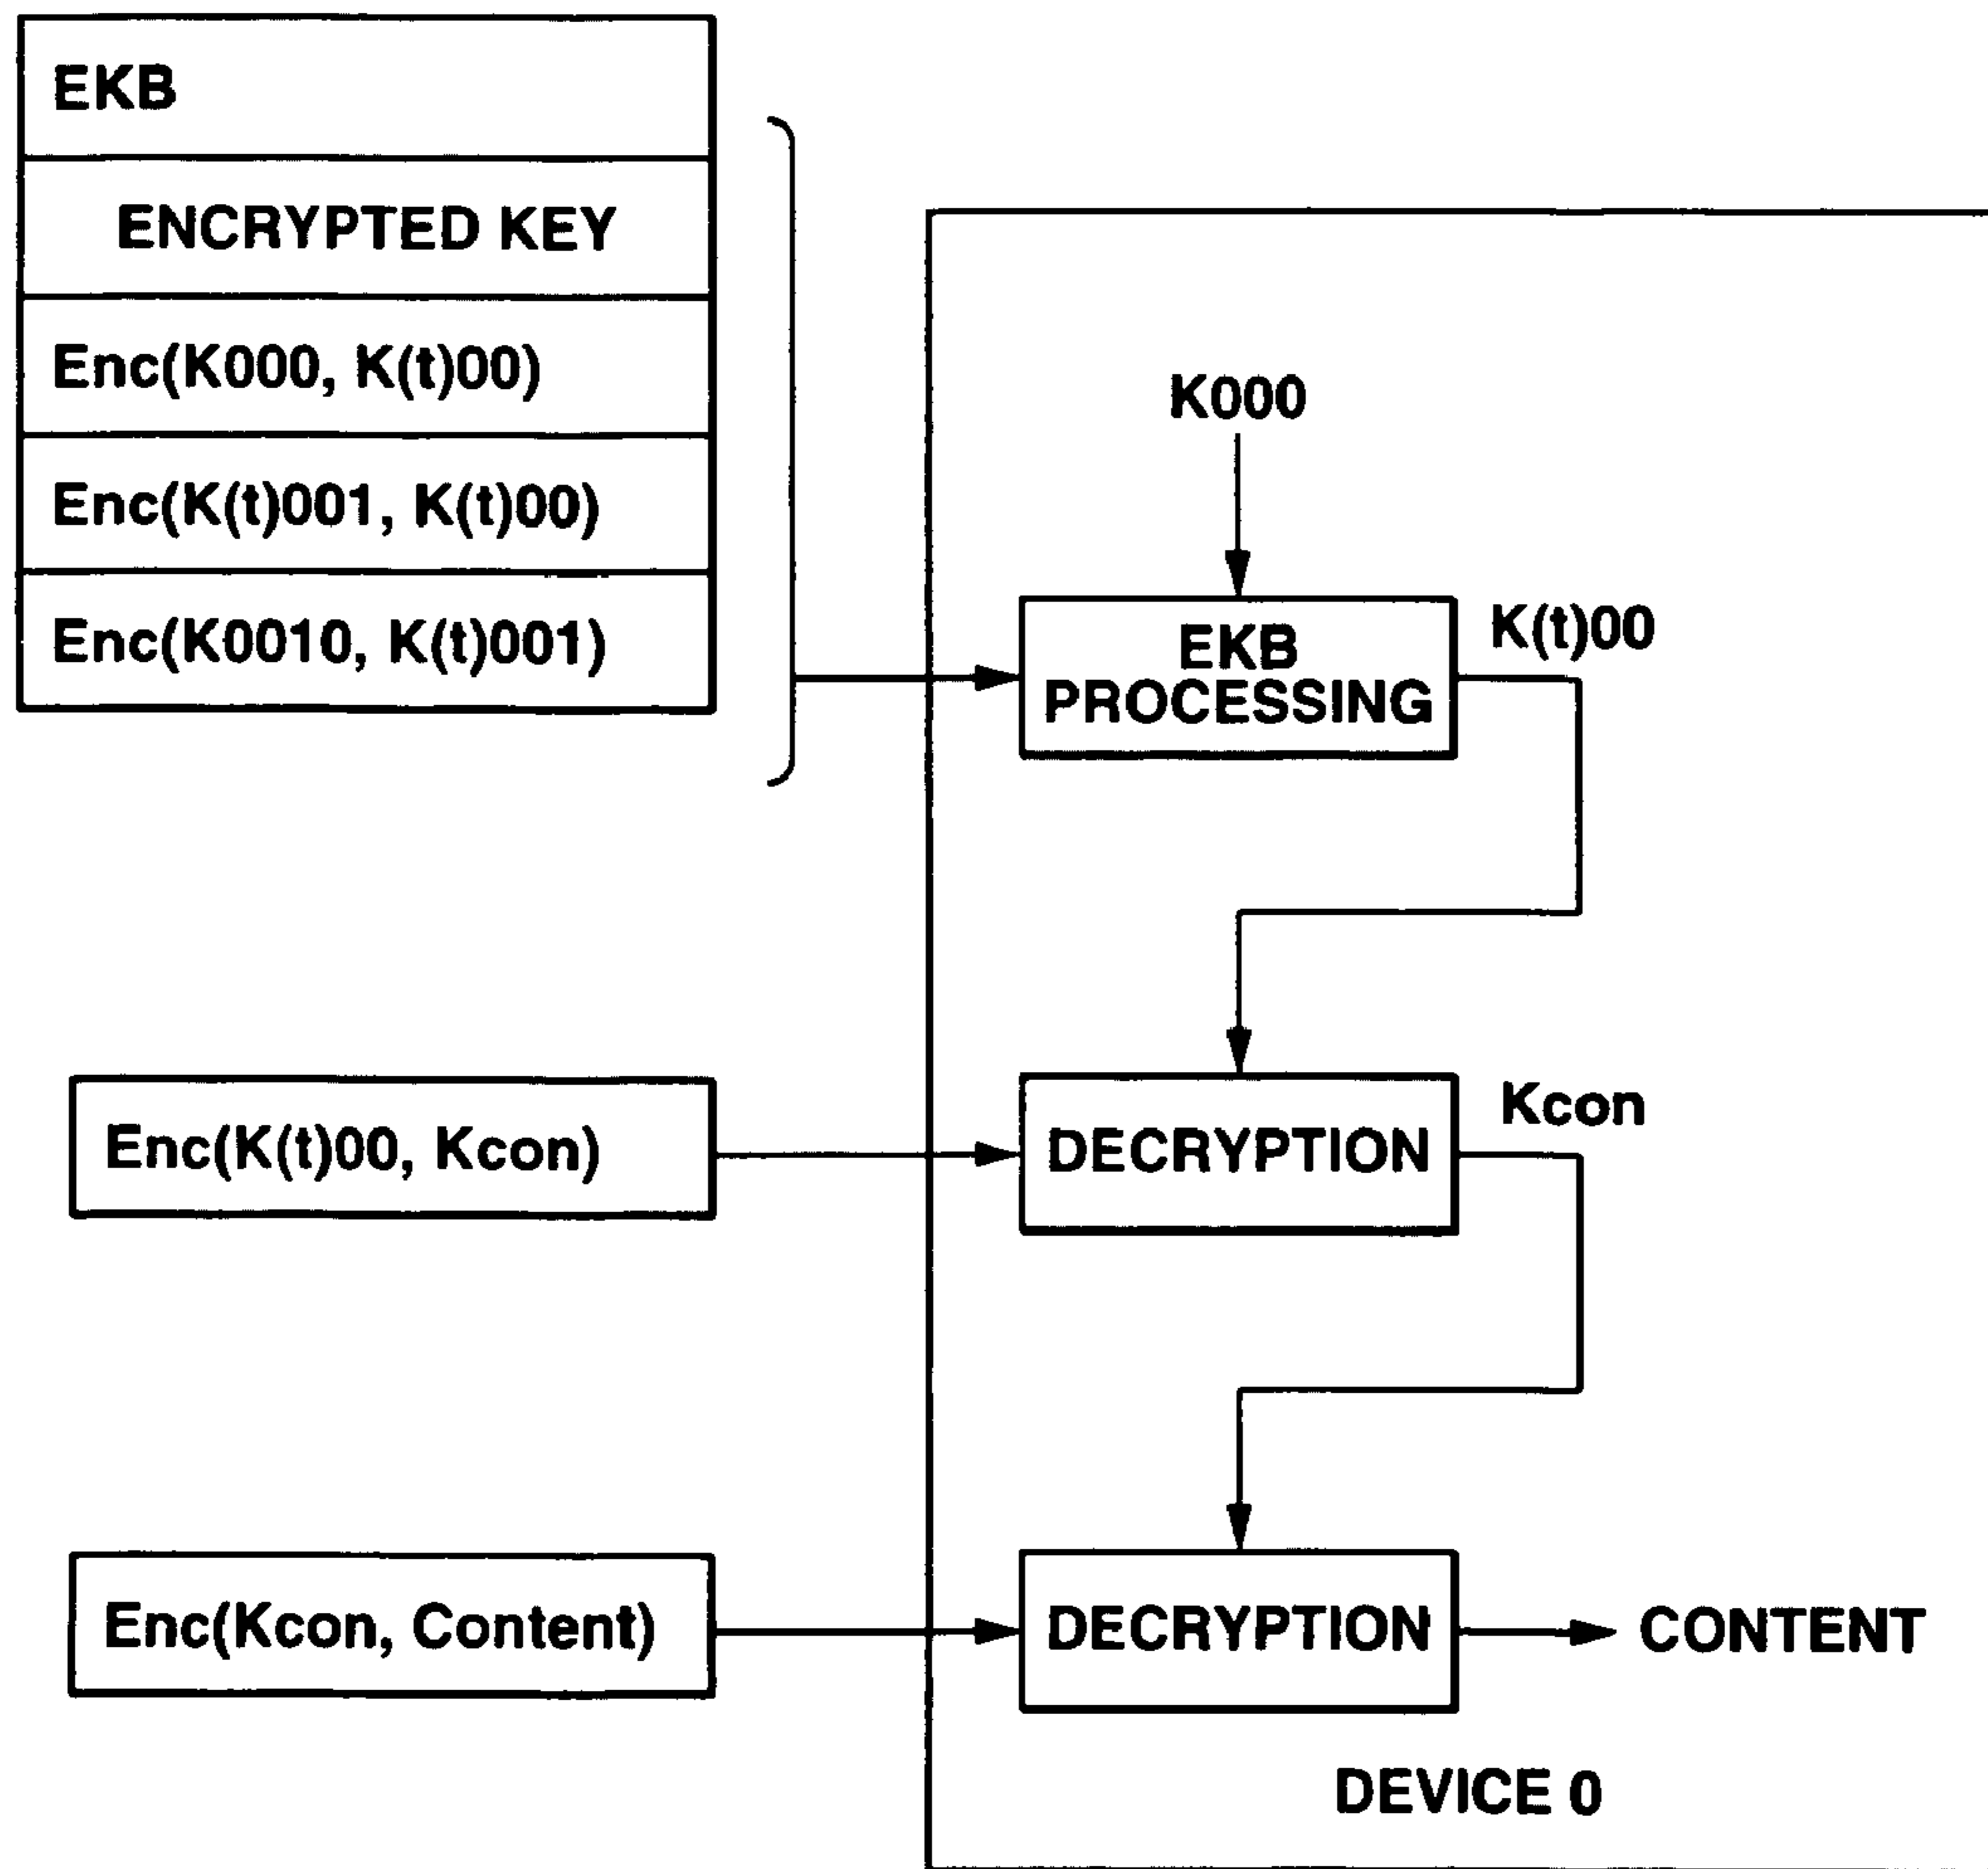 EKB
ENCRYPTED KEY
Enc(K000, K(t)00)
Enc(K(t)001, K(t)00)
Enc(K0010, K(t)001)
K000
EKB
PROCESSING
K(t)00
Enc(K(t)00, Kcon)
DECRYPTION
Kcon
Enc(Kcon, Content)
DECRYPTION
CONTENT
DEVICE 0